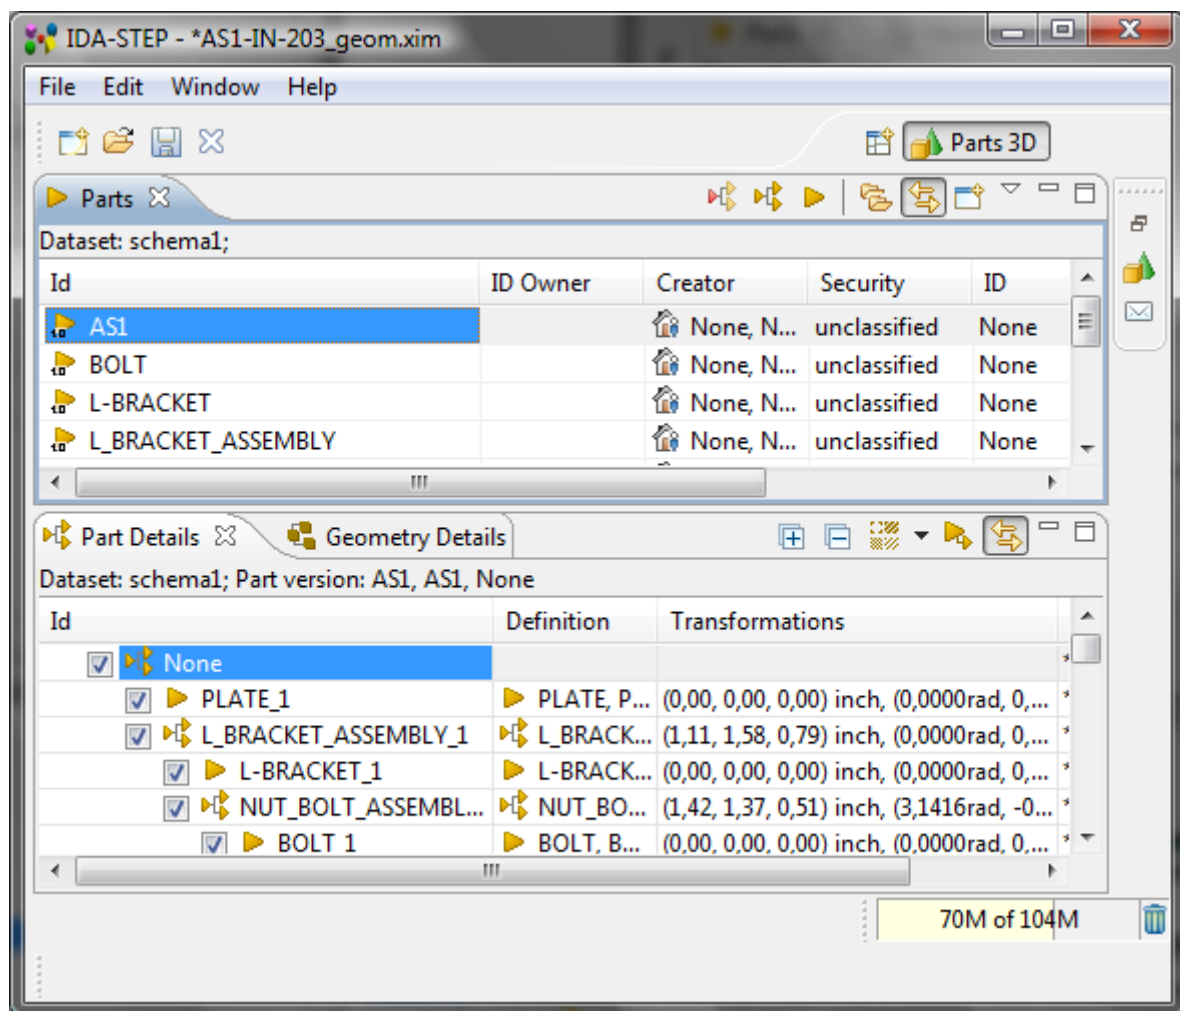 IDA-STEP - *AS1-IN-203_geom.xim
File Edit Window Help
Parts 3D
Parts
Dataset: schema1;
Id ID Owner Creator Security ID
AS1 None, N... unclassified None
BOLT None, N... unclassified None
L-BRACKET None, N... unclassified None
L_BRACKET_ASSEMBLY None, N... unclassified None
Part Details Geometry Details
Dataset: schema1; Part version: AS1, AS1, None
Id Definition Transformations
None *
PLATE_1 PLATE, P... (0,00, 0,00, 0,00) inch, (0,0000rad, 0,... *
L_BRACKET_ASSEMBLY_1 L_BRACK... (1,11, 1,58, 0,79) inch, (0,0000rad, 0,... *
L-BRACKET_1 L-BRACK... (0,00, 0,00, 0,00) inch, (0,0000rad, 0,... *
NUT_BOLT_ASSEMBL... NUT_BO... (1,42, 1,37, 0,51) inch, (3,1416rad, -0... *
BOLT_1 BOLT, B... (0,00, 0,00, 0,00) inch, (0,0000rad, 0,... *
70M of 104M